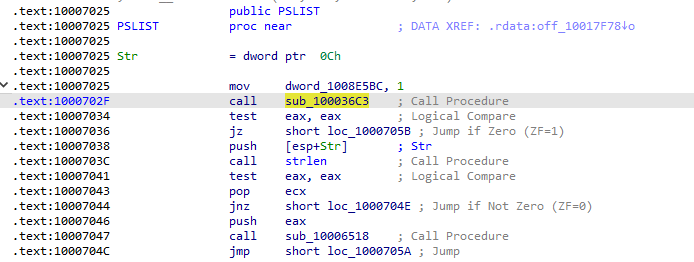 .text:10007025 public PSLIST
.text:10007025 PSLIST proc near ; DATA XREF: .rdata:off_10017F78↓o
.text:10007025
.text:10007025 Str = dword ptr 0Ch
.text:10007025
.text:10007025 mov dword_1008E5BC, 1
.text:1000702F call sub_100036C3 ; Call Procedure
.text:10007034 test eax, eax ; Logical Compare
.text:10007036 jz short loc_1000705B ; Jump if Zero (ZF=1)
.text:10007038 push [esp+Str] ; Str
.text:1000703C call strlen ; Call Procedure
.text:10007041 test eax, eax ; Logical Compare
.text:10007043 pop ecx
.text:10007044 jnz short loc_1000704E ; Jump if Not Zero (ZF=0)
.text:10007046 push eax
.text:10007047 call sub_10006518 ; Call Procedure
.text:1000704C jmp short loc_1000705A ; Jump